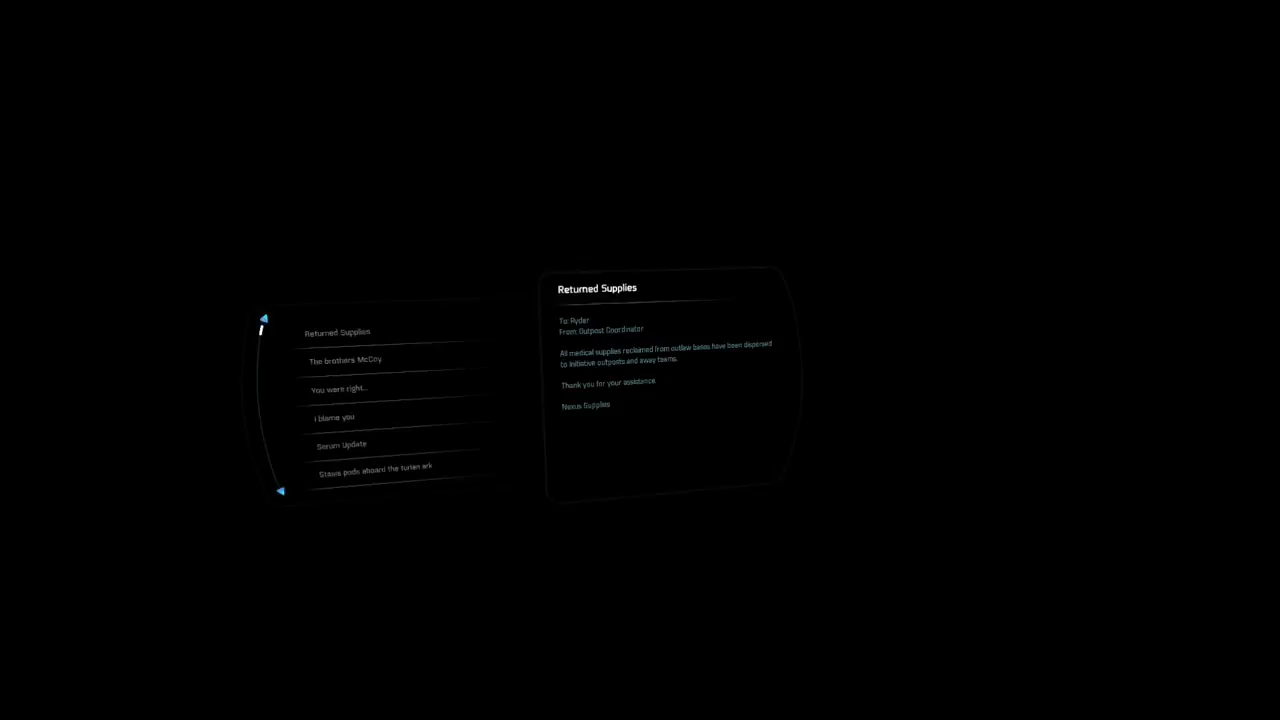 Returned Supplies
The brothers McCoy
You were right...
I blame you
Serum Update
Stasis pods aboard the turian ark
Returned Supplies
To: Ryder
From: Outpost Coordinator
All medical supplies reclaimed from outlaw bases have been dispersed
to initiative outposts and away teams.
Thank you for your assistance.
Nexus Supplies